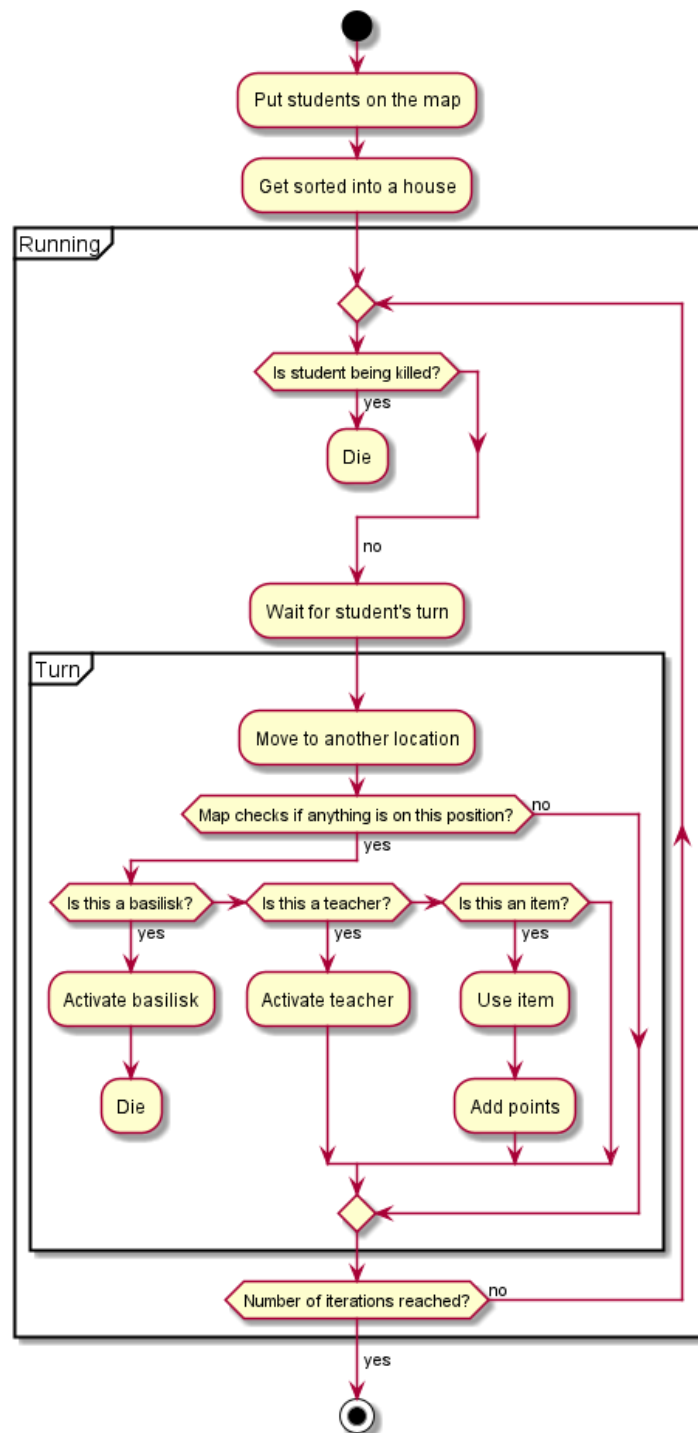 Put students on the map
Get sorted into a house
Running
Is student being killed?
yes
Die
no
Wait for student's turn
Turn
Move to another location
Map checks if anything is on this position?
no
yes
Is this a basilisk?
Is this a teacher?
Is this an item?
yes
yes
yes
Activate basilisk
Activate teacher
Use item
Die
Add points
Number of iterations reached?
no
yes